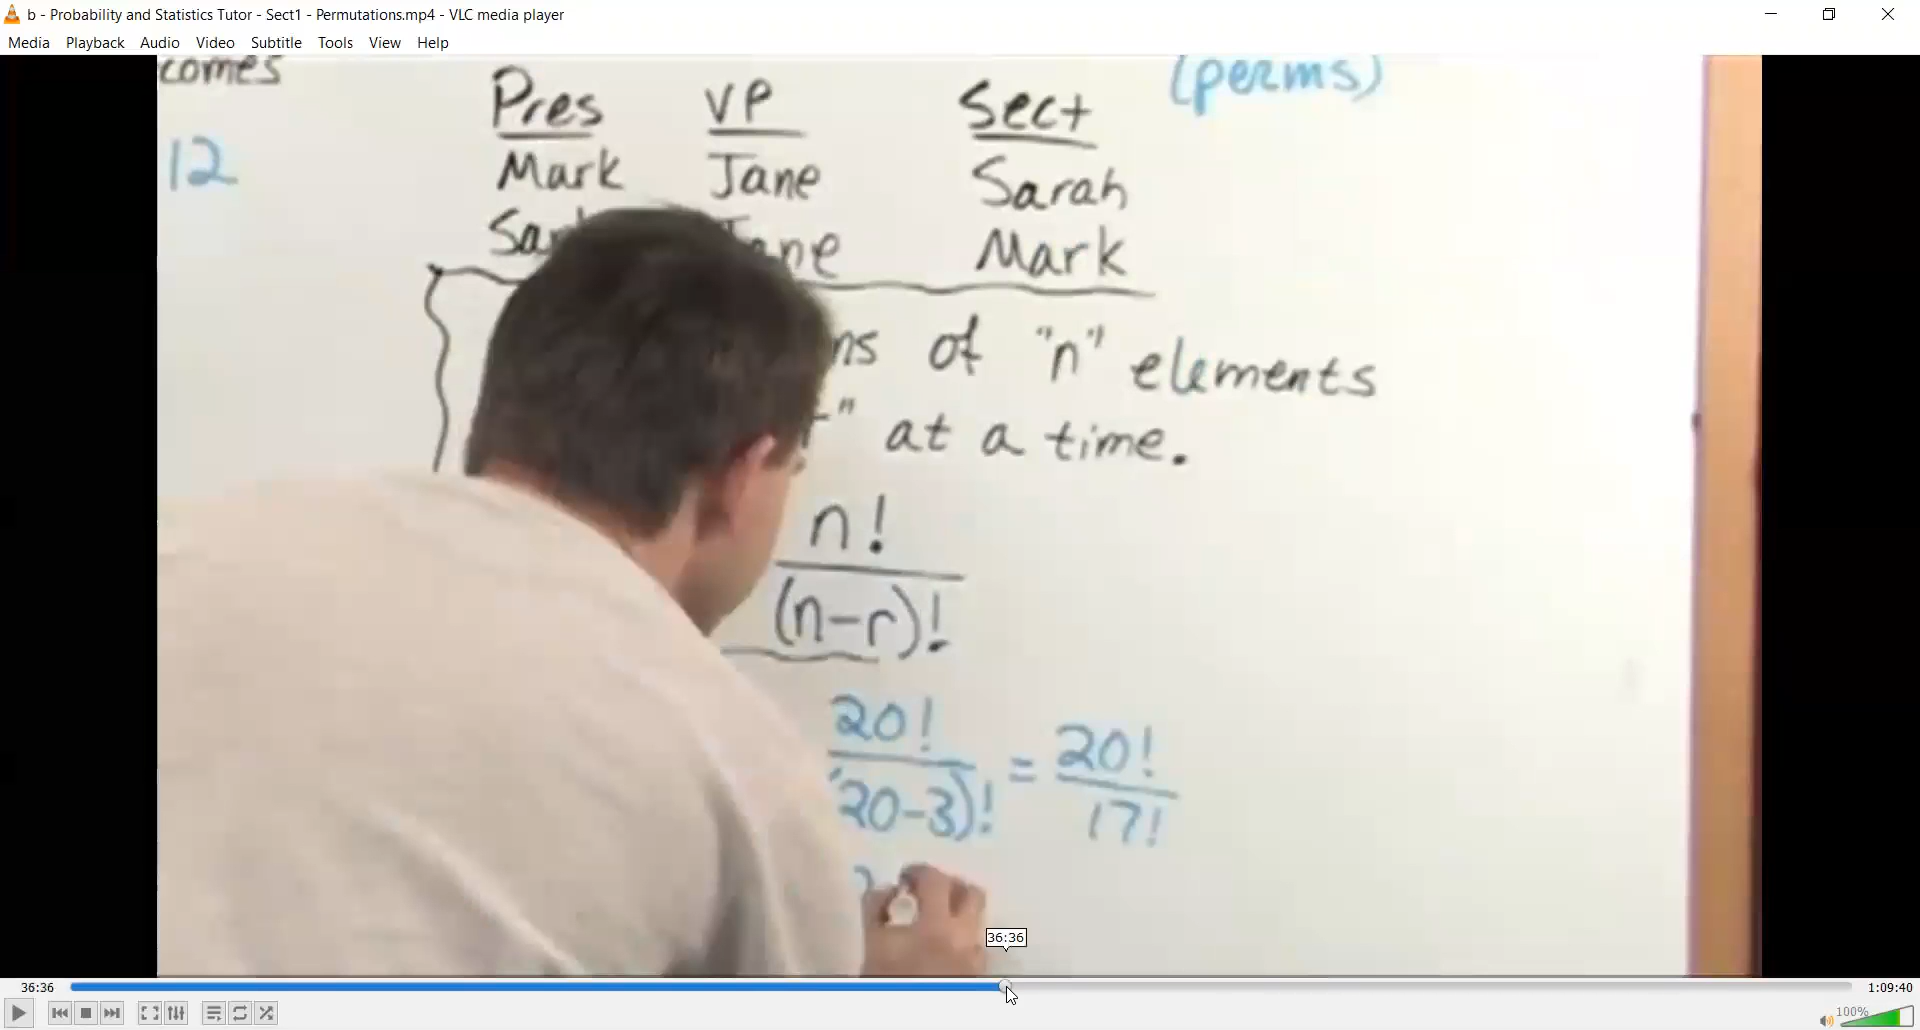 b - Probability and Statistics Tutor - Sect1 - Permutations.mp4 - VLC media player
Media Playback Audio Video Subtitle Tools View Help
comes
(perms)
12
Pres VP Sect
Mark Jane Sarah
Mark
of "n" elements
" at a time.
n!
(n-r)!
20! = 20!
(20-3)! 17!
36:36
36:36 1:09:40
100%